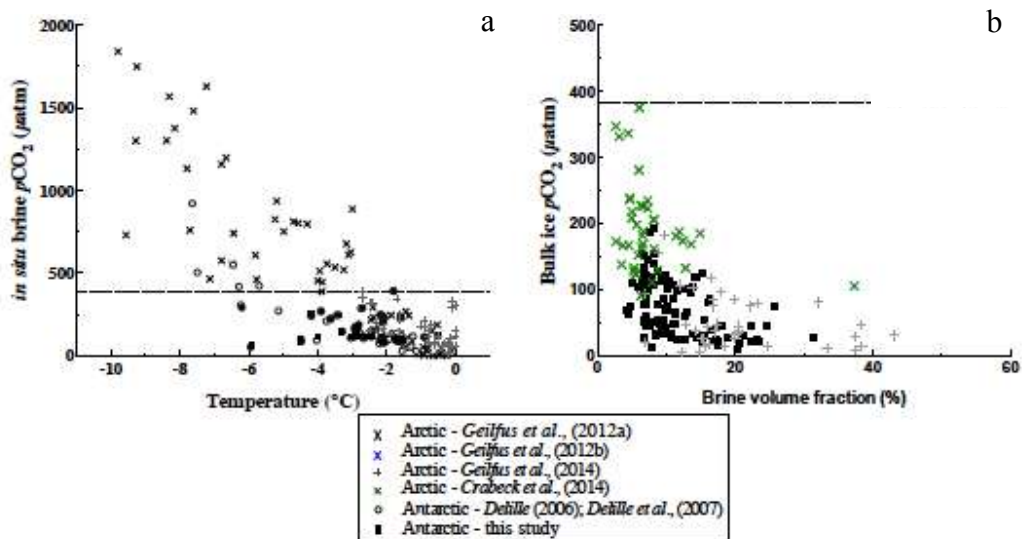 a
2000
1500
1000
500
0
in situ brine pCO2 (µatm)
-10 -8 -6 -4 -2 0
Temperature (°C)
b
500
400
300
200
100
0
Bulk ice pCO2 (µatm)
0 20 40 60
Brine volume fraction (%)
Arctic - Geilfus et al., (2012a)
Arctic - Geilfus et al., (2012b)
Arctic - Geilfus et al., (2014)
Arctic - Crabeck et al., (2014)
Antarctic - Delille (2006); Delille et al., (2007)
Antarctic - this study